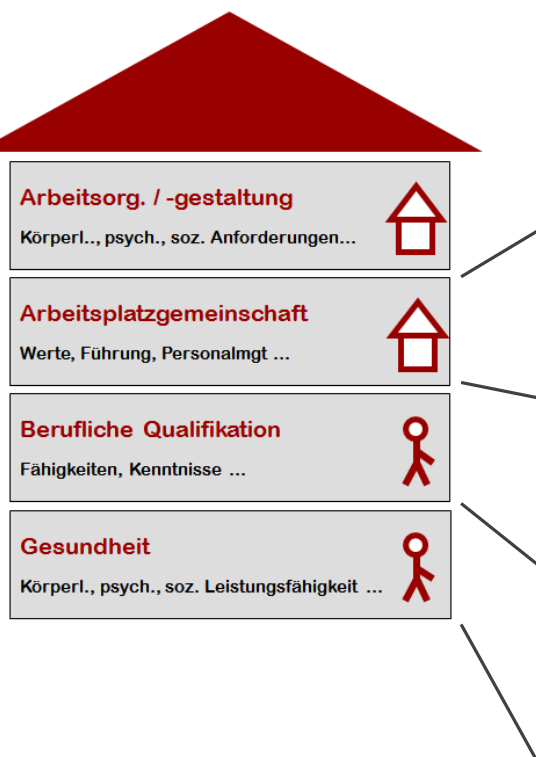 Arbeitsorg. / -gestaltung
Körperl.., psych., soz. Anforderungen...
Arbeitsplatzgemeinschaft
Werte, Führung, Personalmgt ...
Berufliche Qualifikation
Fähigkeiten, Kenntnisse ...
Gesundheit
Körperl., psych., soz. Leistungsfähigkeit ...